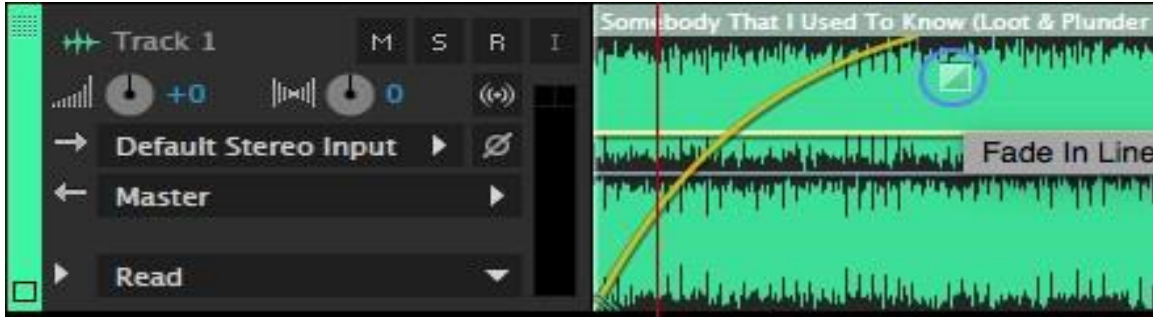 Track 1 M S R I
Somebody That I Used To Know (Loot & Plunder
+0 0
Default Stereo Input
Fade In Line
Master
Read